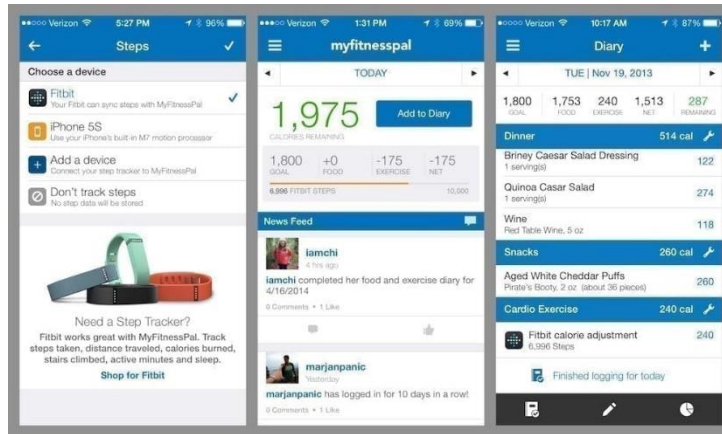 Verizon 5:27 PM 96%
Steps
Choose a device
Fitbit
Your Fitbit can sync steps with MyFitnessPal
iPhone 5S
Use your iPhone's built-in M7 motion processor
Add a device
Connect your step tracker to MyFitnessPal
Don't track steps
No step data will be stored
Need a Step Tracker?
Fitbit works great with MyFitnessPal. Track
steps taken, distance traveled, calories burned,
stairs climbed, active minutes and sleep.
Shop for Fitbit
Verizon 1:31 PM 69%
myfitnesspal
TODAY
1,975
CALORIES REMAINING
Add to Diary
1,800 +0 -175 -175
GOAL FOOD EXERCISE NET
6,996 FITBIT STEPS 10,000
News Feed
iamchi
4 hrs ago
iamchi completed her food and exercise diary for
4/16/2014
0 Comments • 1 Like
marjanpanic
Yesterday
marjanpanic has logged in for 10 days in a row!
0 Comments • 1 Like
Verizon 10:17 AM 87%
Diary
TUE | Nov 19, 2013
1,800 1,753 240 1,513 287
GOAL FOOD EXERCISE NET REMAINING
Dinner 514 cal
Briney Caesar Salad Dressing
1 serving(s) 122
Quinoa Casar Salad
1 serving(s) 274
Wine
Red Table Wine, 5 oz 118
Snacks 260 cal
Aged White Cheddar Puffs
Pirate's Booty, 2 oz (about 36 pieces) 260
Cardio Exercise 240 cal
Fitbit calorie adjustment 240
6,996 Steps
Finished logging for today